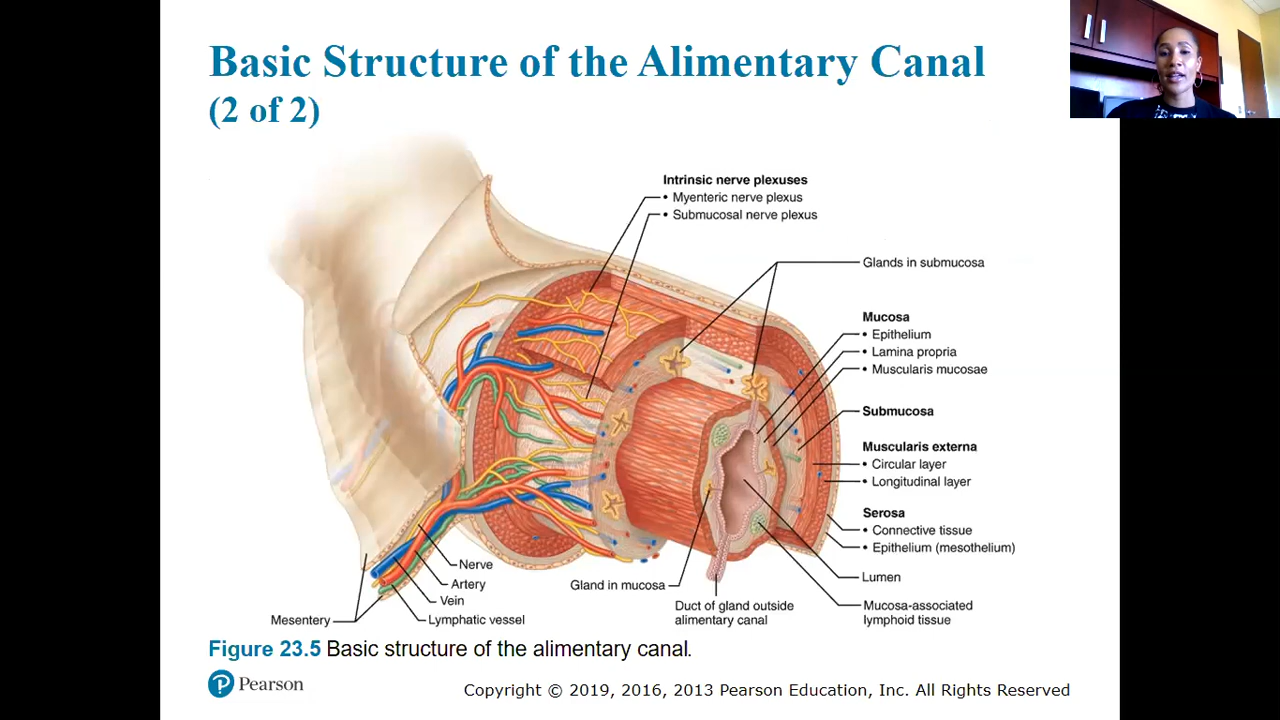 Basic Structure of the Alimentary Canal
(2 of 2)
Intrinsic nerve plexuses
• Myenteric nerve plexus
• Submucosal nerve plexus
Glands in submucosa
Mucosa
• Epithelium
• Lamina propria
• Muscularis mucosae
Submucosa
Muscularis externa
• Circular layer
• Longitudinal layer
Serosa
• Connective tissue
• Epithelium (mesothelium)
Lumen
Mucosa-associated
lymphoid tissue
Nerve
Artery
Vein
Lymphatic vessel
Mesentery
Gland in mucosa
Duct of gland outside
alimentary canal
Figure 23.5 Basic structure of the alimentary canal.
P Pearson
Copyright © 2019, 2016, 2013 Pearson Education, Inc. All Rights Reserved